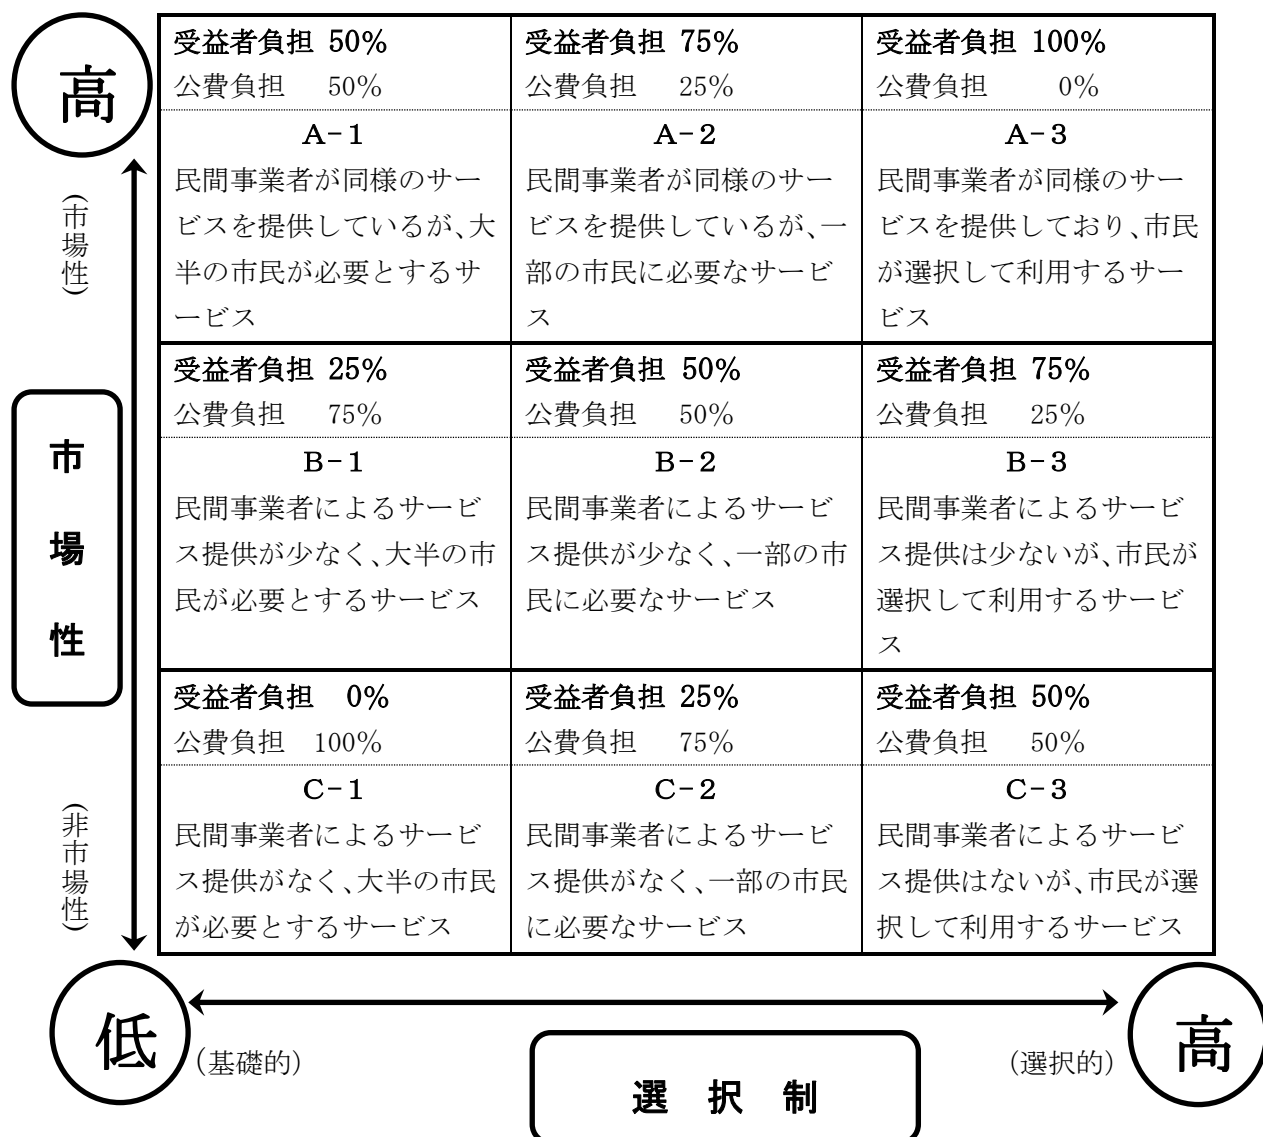 高
(市場性)
市場性
(非市場性)
低
受益者負担 50%
公費負担 50%
A-1
民間事業者が同様のサー
ビスを提供しているが、大
半の市民が必要とするサ
ービス
受益者負担 75%
公費負担 25%
A-2
民間事業者が同様のサー
ビスを提供しているが、一
部の市民に必要なサービ
ス
受益者負担 100%
公費負担 0%
A-3
民間事業者が同様のサー
ビスを提供しており、市民
が選択して利用するサー
ビス
受益者負担 25%
公費負担 75%
B-1
民間事業者によるサービ
ス提供が少なく、大半の市
民が必要とするサービス
受益者負担 50%
公費負担 50%
B-2
民間事業者によるサービ
ス提供が少なく、一部の市
民に必要なサービス
受益者負担 75%
公費負担 25%
B-3
民間事業者によるサービ
ス提供は少ないが、市民が
選択して利用するサービ
ス
受益者負担 0%
公費負担 100%
C-1
民間事業者によるサービ
ス提供がなく、大半の市民
が必要とするサービス
受益者負担 25%
公費負担 75%
C-2
民間事業者によるサービ
ス提供がなく、一部の市民
に必要なサービス
受益者負担 50%
公費負担 50%
C-3
民間事業者によるサービ
ス提供はないが、市民が選
択して利用するサービス
(基礎的)
選択制
(選択的)
高